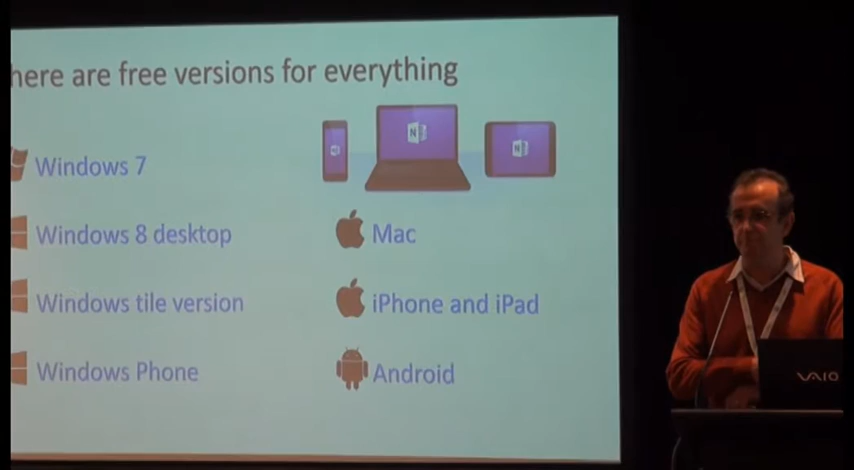 here are free versions for everything
Windows 7
Windows 8 desktop
Windows tile version
Windows Phone
N
N
N
Mac
iPhone and iPad
Android
VAIO